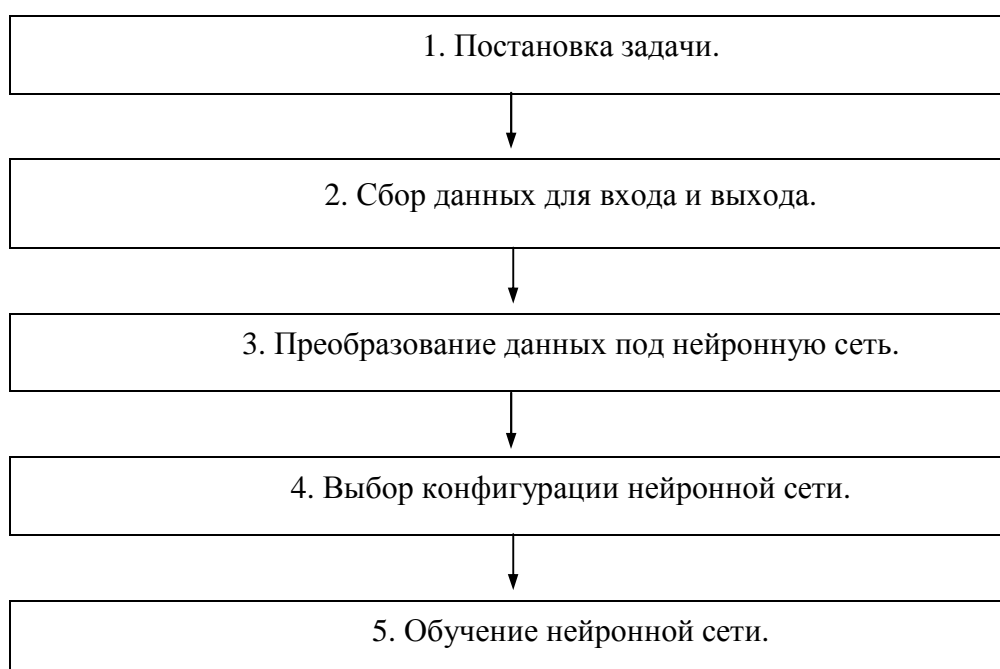 1. Постановка задачи.
2. Сбор данных для входа и выхода.
3. Преобразование данных под нейронную сеть.
4. Выбор конфигурации нейронной сети.
5. Обучение нейронной сети.